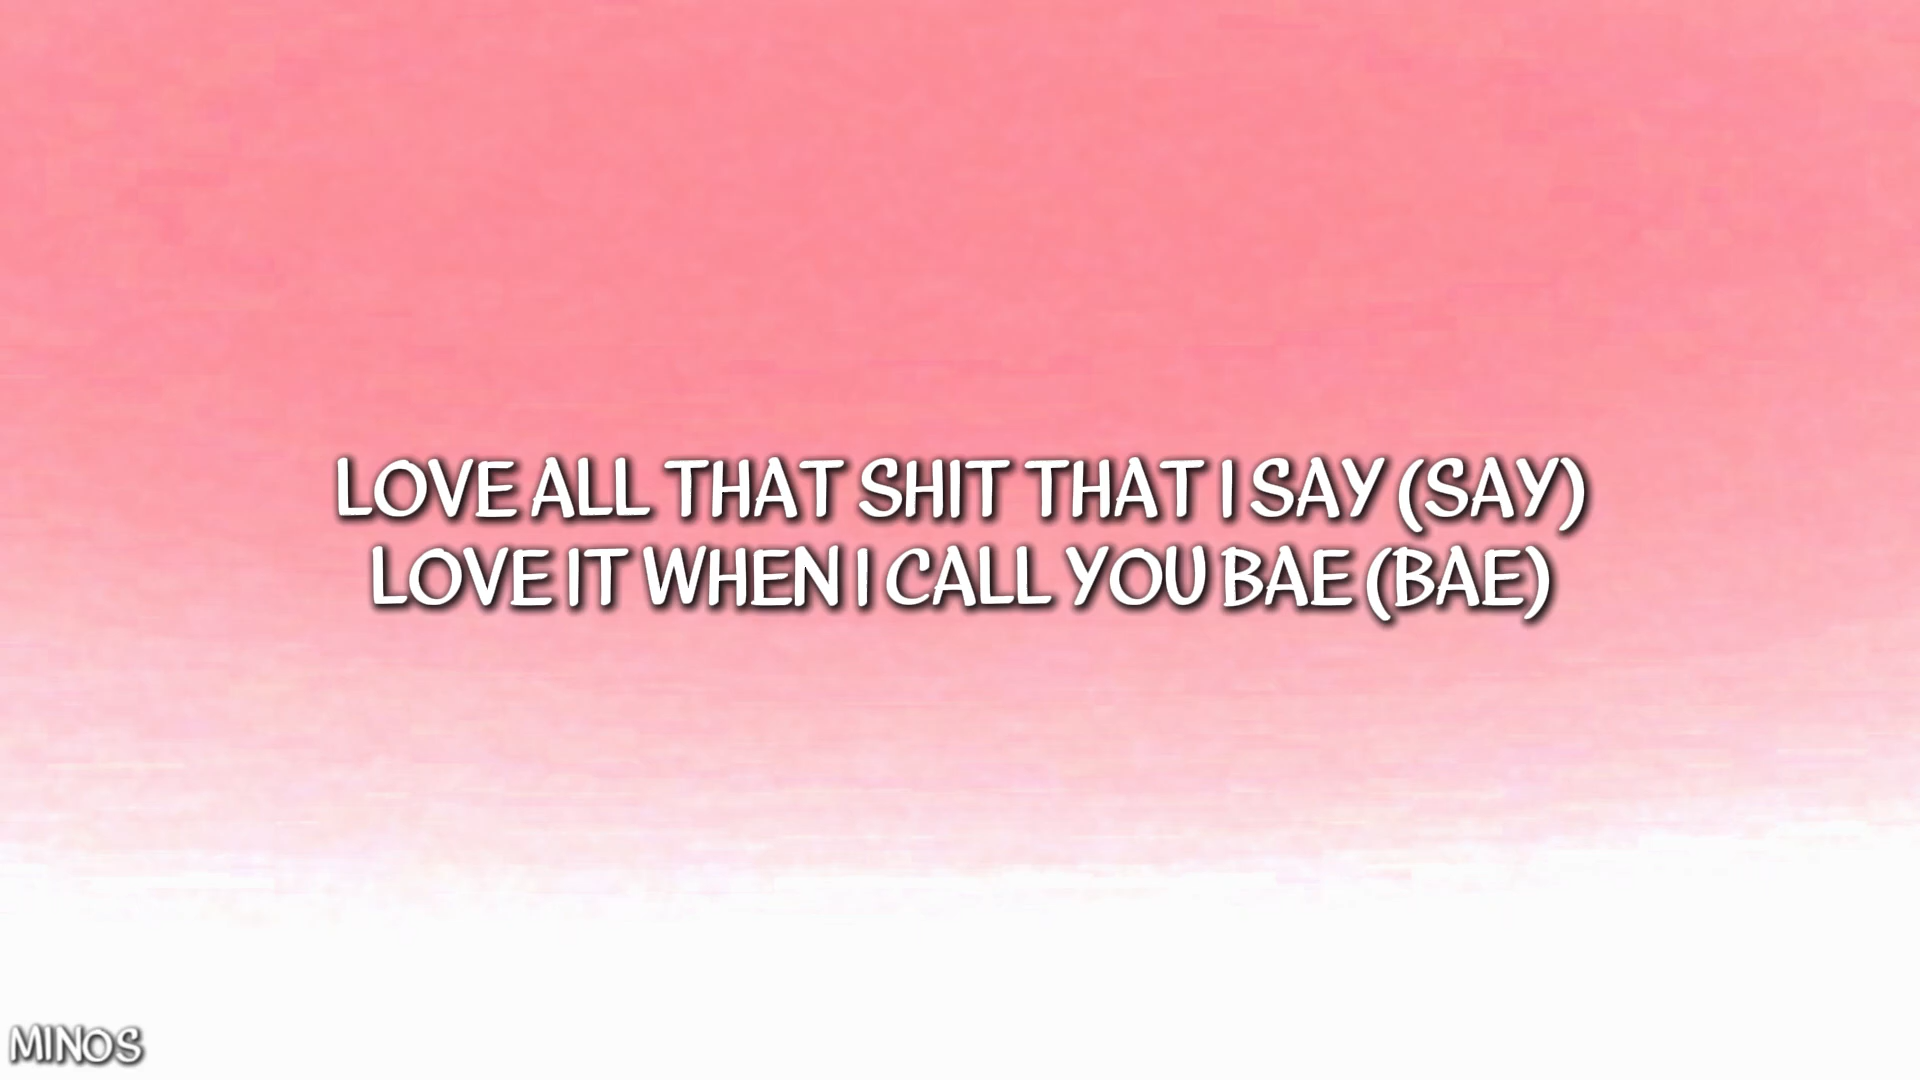 LOVE ALL THAT SHIT THAT I SAY (SAY)
LOVE IT WHEN I CALL YOU BAE (BAE)
MINOS